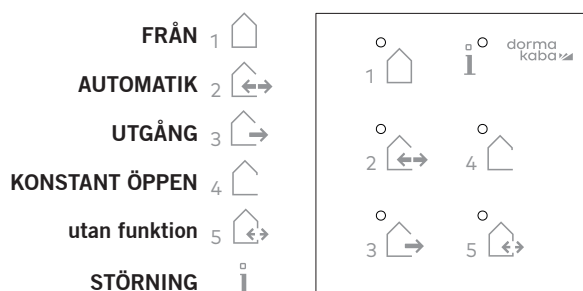 FRÅN 1
AUTOMATIK 2
UTGÅNG 3
KONSTANT ÖPPEN 4
utan funktion 5
STÖRNING i
1 i dorma
kaba
2 4
3 5